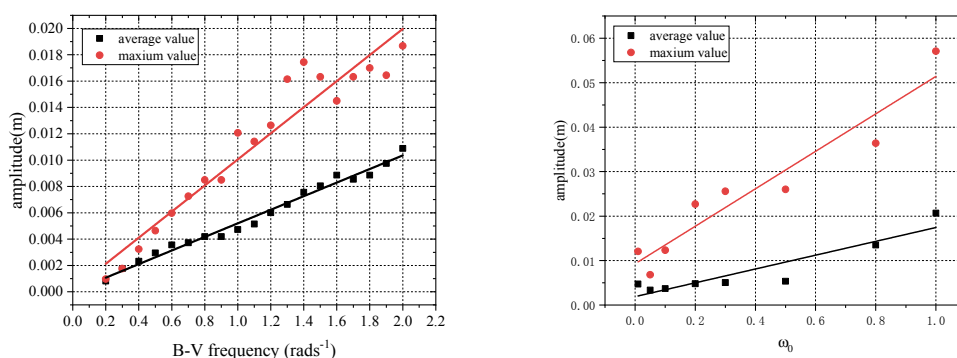 0.020
0.018
0.016
0.014
0.012
0.010
0.008
0.006
0.004
0.002
0.000
amplitude(m)
average value
maxium value
0.0 0.2 0.4 0.6 0.8 1.0 1.2 1.4 1.6 1.8 2.0 2.2
B-V frequency (rads⁻¹)
0.06
0.05
0.04
0.03
0.02
0.01
0.00
amplitude(m)
average value
maxium value
0.0 0.2 0.4 0.6 0.8 1.0
ω₀